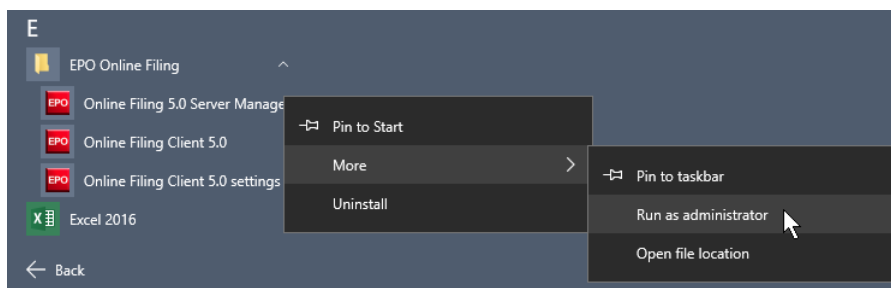 E
EPO Online Filing
EPO Online Filing 5.0 Server Manage
Pin to Start
EPO Online Filing Client 5.0
More
Pin to taskbar
EPO Online Filing Client 5.0 settings
Uninstall
Run as administrator
X Excel 2016
Open file location
Back